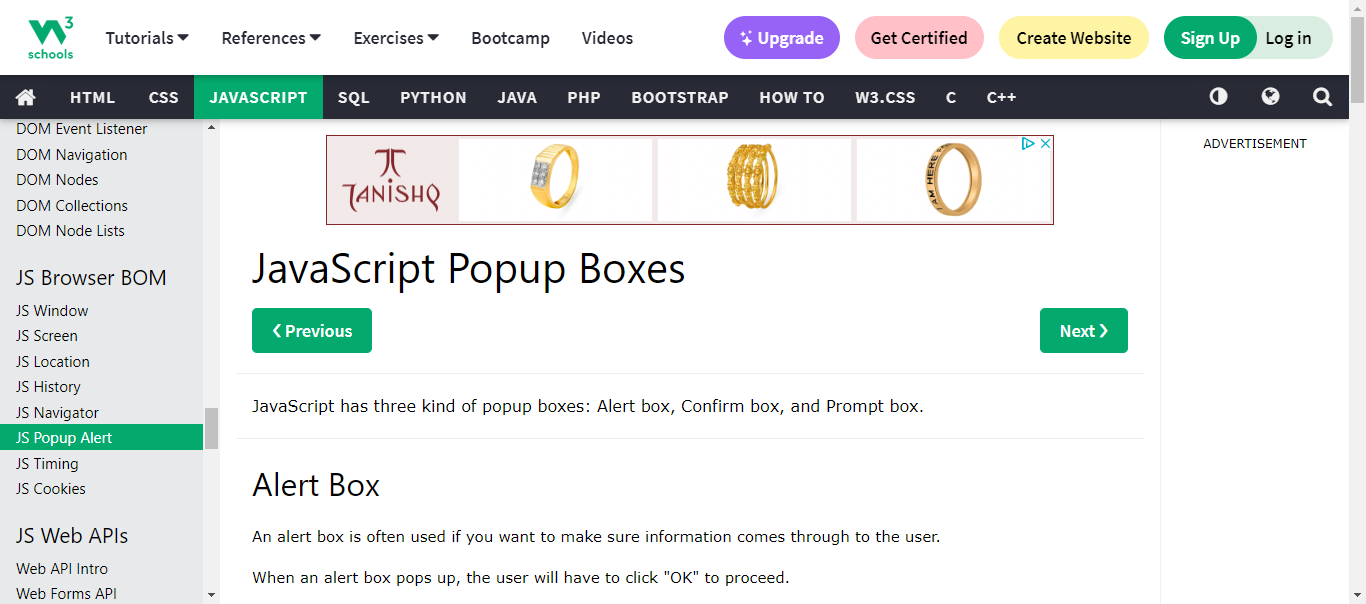 3
schools
Tutorials References Exercises Bootcamp Videos Upgrade Get Certified Create Website Sign Up Log in
HTML CSS JAVASCRIPT SQL PYTHON JAVA PHP BOOTSTRAP HOW TO W3.CSS C C++
DOM Event Listener
DOM Navigation
DOM Nodes
DOM Collections
DOM Node Lists
JS Browser BOM
JS Window
JS Screen
JS Location
JS History
JS Navigator
JS Popup Alert
JS Timing
JS Cookies
JS Web APIs
Web API Intro
Web Forms API
TANISHQ
I AM HERE
ADVERTISEMENT
JavaScript Popup Boxes
❮ Previous
Next ❯
JavaScript has three kind of popup boxes: Alert box, Confirm box, and Prompt box.
Alert Box
An alert box is often used if you want to make sure information comes through to the user.
When an alert box pops up, the user will have to click "OK" to proceed.